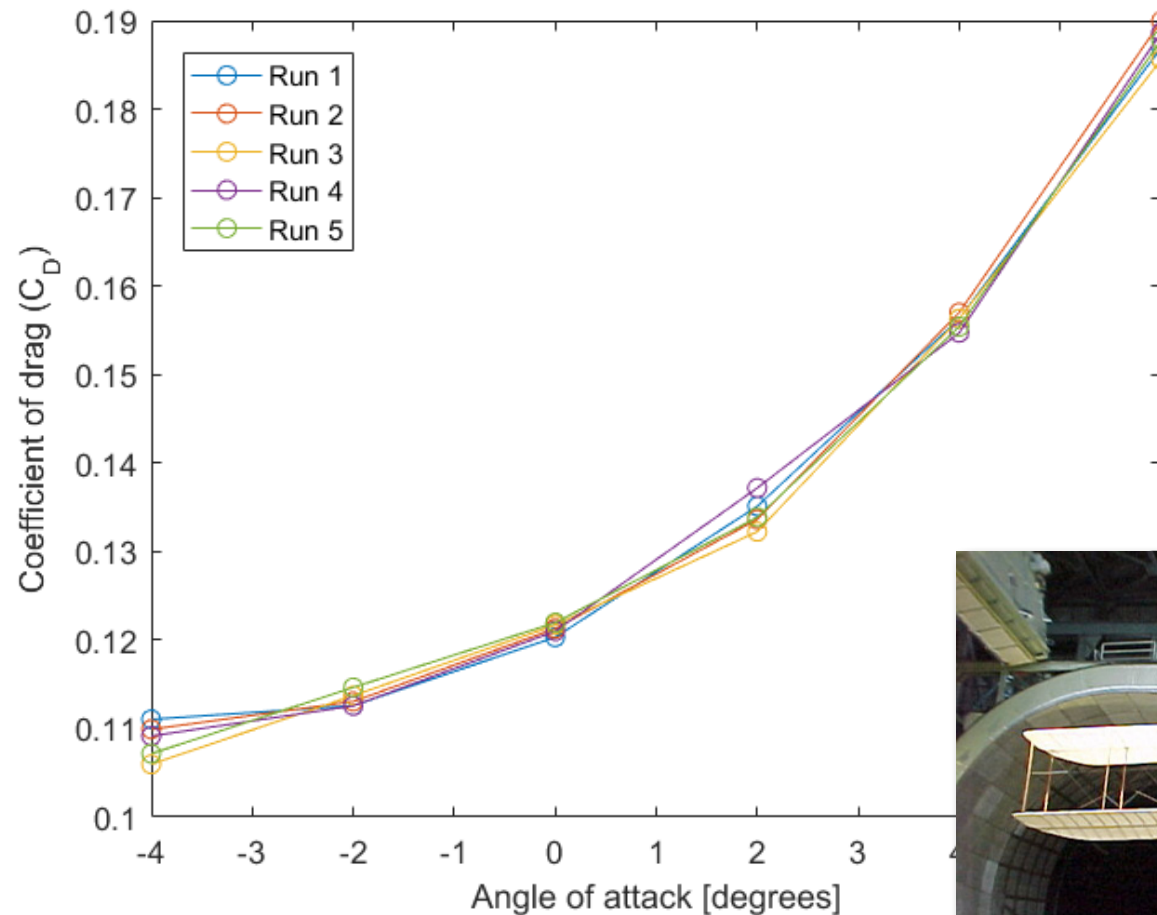 0.19
0.18
0.17
0.16
0.15
0.14
0.13
0.12
0.11
0.1
Coefficient of drag (C_D)
Run 1
Run 2
Run 3
Run 4
Run 5
-4 -3 -2 -1 0 1 2 3 4
Angle of attack [degrees]